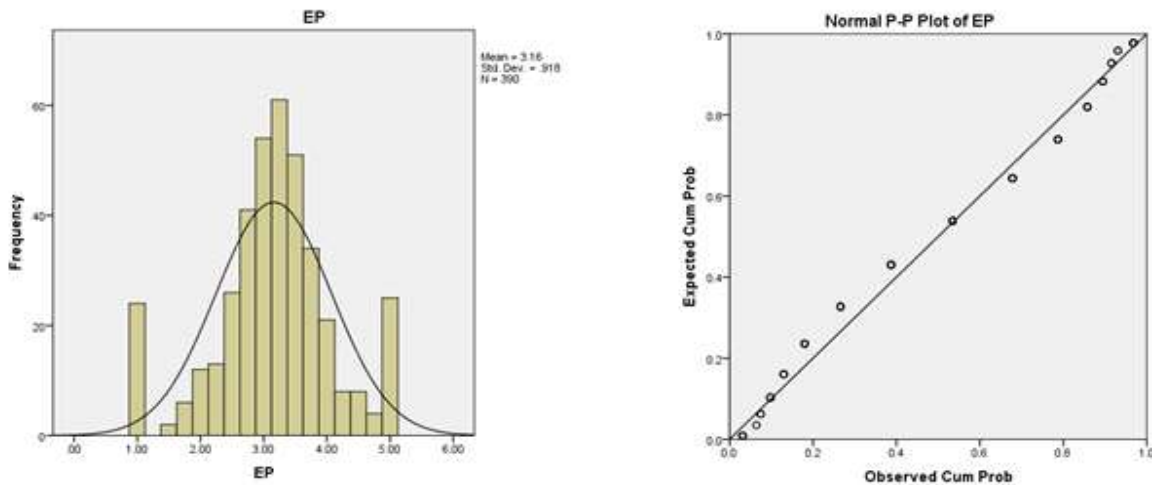 EP
Mean = 3.16
Std. Dev. = .918
N = 390
60
40
20
0
Frequency
.00 1.00 2.00 3.00 4.00 5.00 6.00
EP
Normal P-P Plot of EP
1.0
0.8
0.6
0.4
0.2
0.0
Expected Cum Prob
0.0 0.2 0.4 0.6 0.8 1.0
Observed Cum Prob